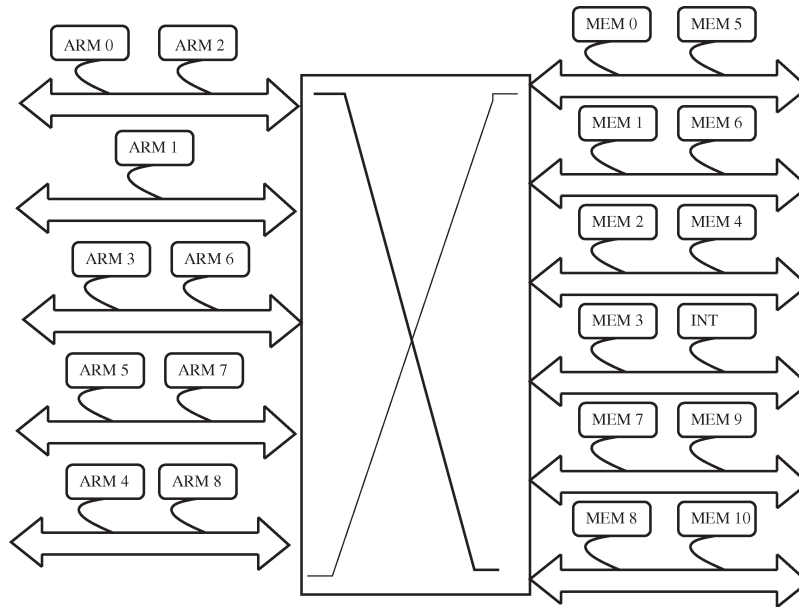 ARM 0
ARM 2
ARM 1
ARM 3
ARM 6
ARM 5
ARM 7
ARM 4
ARM 8
MEM 0
MEM 5
MEM 1
MEM 6
MEM 2
MEM 4
MEM 3
INT
MEM 7
MEM 9
MEM 8
MEM 10